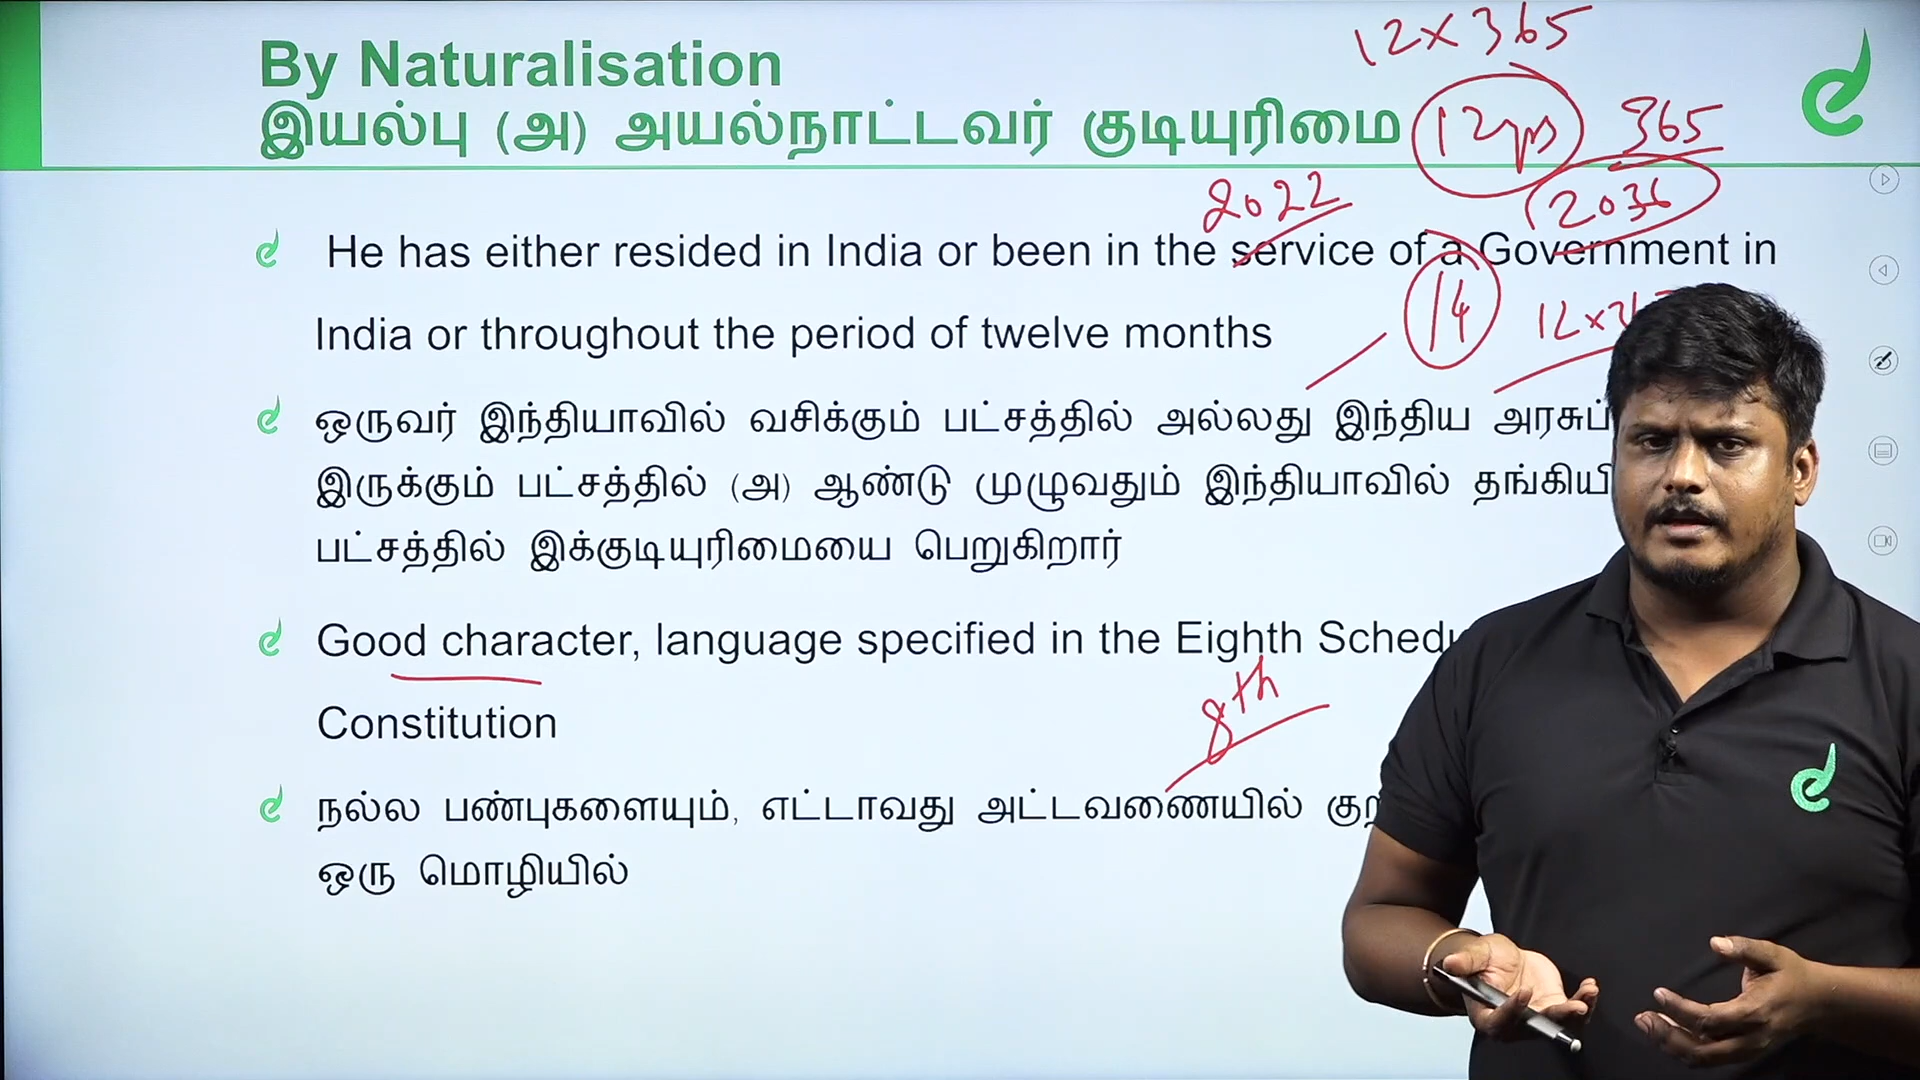 By Naturalisation
12×365
இயல்பு (அ) அயல்நாட்டவர் குடியுரிமை
12yrs 365
2022 2036
He has either resided in India or been in the service of a Government in
14
India or throughout the period of twelve months
ஒருவர் இந்தியாவில் வசிக்கும் பட்சத்தில் அல்லது இந்திய அரசுப்
இருக்கும் பட்சத்தில் (அ) ஆண்டு முழுவதும் இந்தியாவில் தங்கியி
பட்சத்தில் இக்குடியுரிமையை பெறுகிறார்
Good character, language specified in the Eighth Schedu
8th
Constitution
நல்ல பண்புகளையும், எட்டாவது அட்டவணையில்
ஒரு மொழியில்